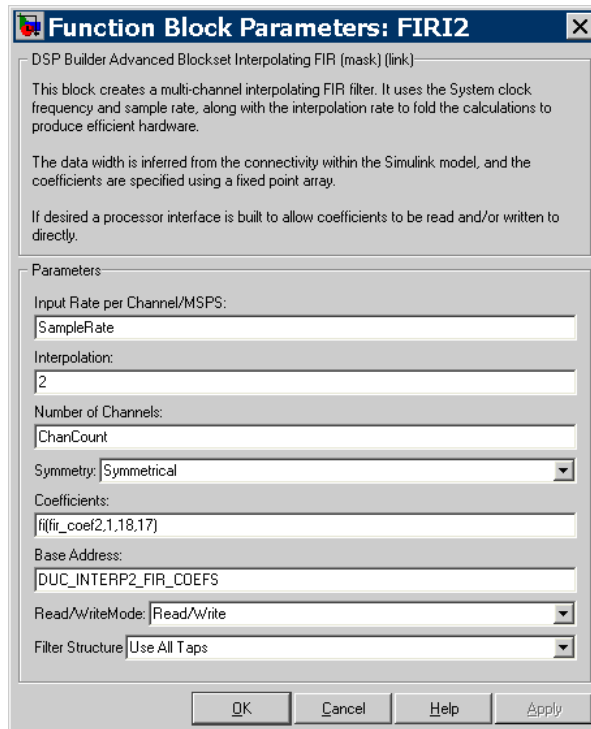 Function Block Parameters: FIRI2
DSP Builder Advanced Blockset Interpolating FIR (mask) (link)
This block creates a multi-channel interpolating FIR filter. It uses the System clock
frequency and sample rate, along with the interpolation rate to fold the calculations to
produce efficient hardware.
The data width is inferred from the connectivity within the Simulink model, and the
coefficients are specified using a fixed point array.
If desired a processor interface is built to allow coefficients to be read and/or written to
directly.
Parameters
Input Rate per Channel/MSPS:
SampleRate
Interpolation:
2
Number of Channels:
ChanCount
Symmetry: Symmetrical
Coefficients:
fi(fir_coef2,1,18,17)
Base Address:
DUC_INTERP2_FIR_COEFS
Read/WriteMode: Read/Write
Filter Structure Use All Taps
OK Cancel Help Apply